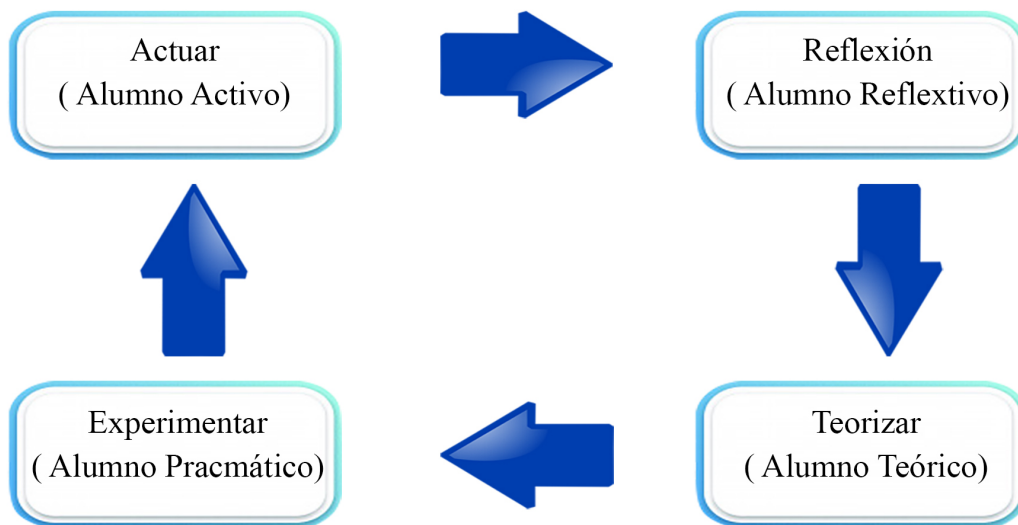 Actuar
( Alumno Activo)
Reflexión
( Alumno Reflextivo)
Experimentar
( Alumno Pracmático)
Teorizar
( Alumno Teórico)